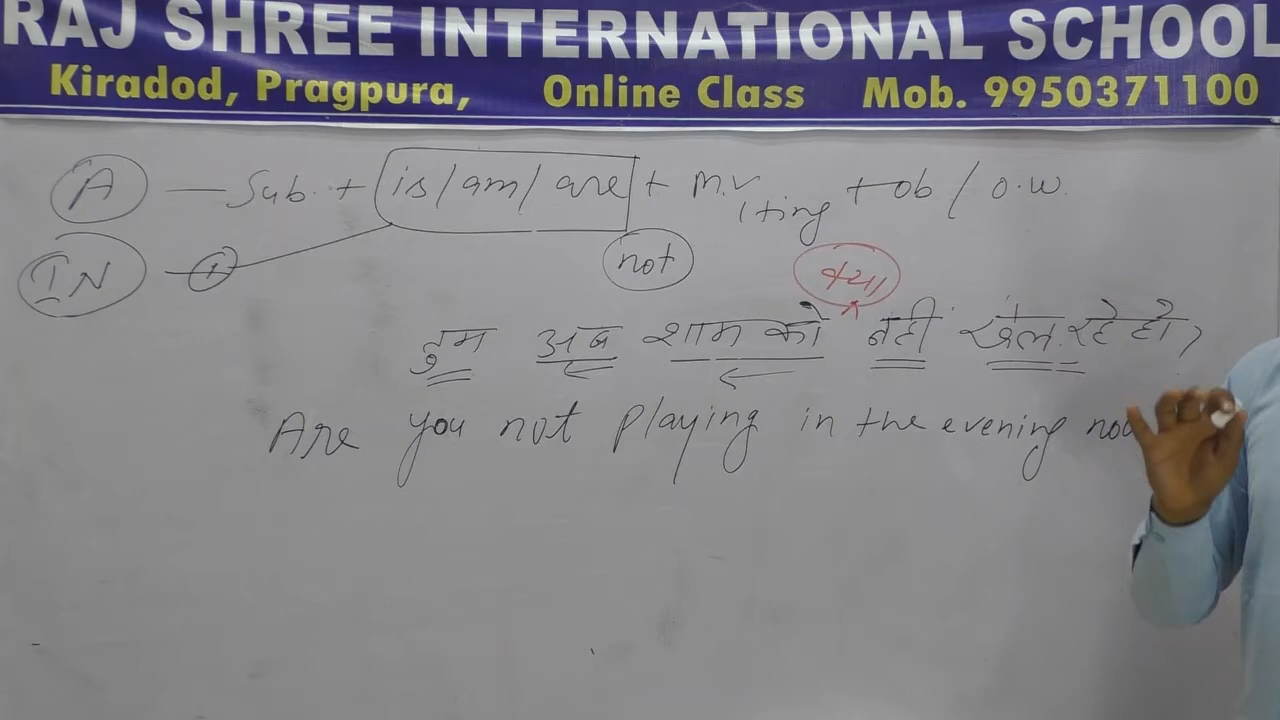 RAJ SHREE INTERNATIONAL SCHOOL
Kiradod, Pragpura, Online Class Mob. 9950371100
A — Sub. + is/am/are + m.v 1+ing + ob / o.w.
IN — + not
क्या
तुम अब शाम को नहीं खेल रहे हो?
Are you not playing in the evening